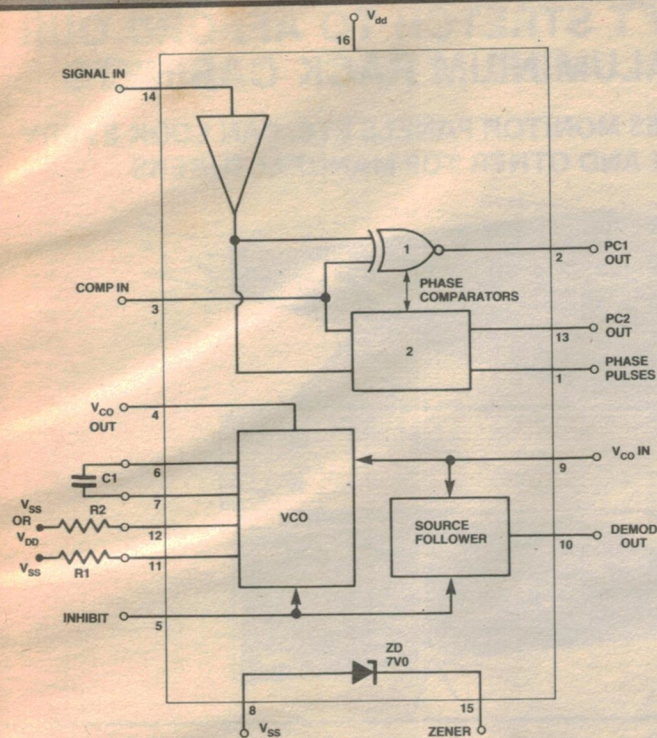 Vdd
16
SIGNAL IN
14
1
2
PC1
OUT
PHASE
COMPARATORS
COMP IN
3
2
13
PC2
OUT
1
PHASE
PULSES
VCO
OUT
4
VCO IN
9
6
C1
7
VSS
OR
VDD
R2
12
VCO
SOURCE
FOLLOWER
DEMOD
OUT
10
VSS
R1
11
INHIBIT
5
ZD
7V0
8
15
VSS
ZENER